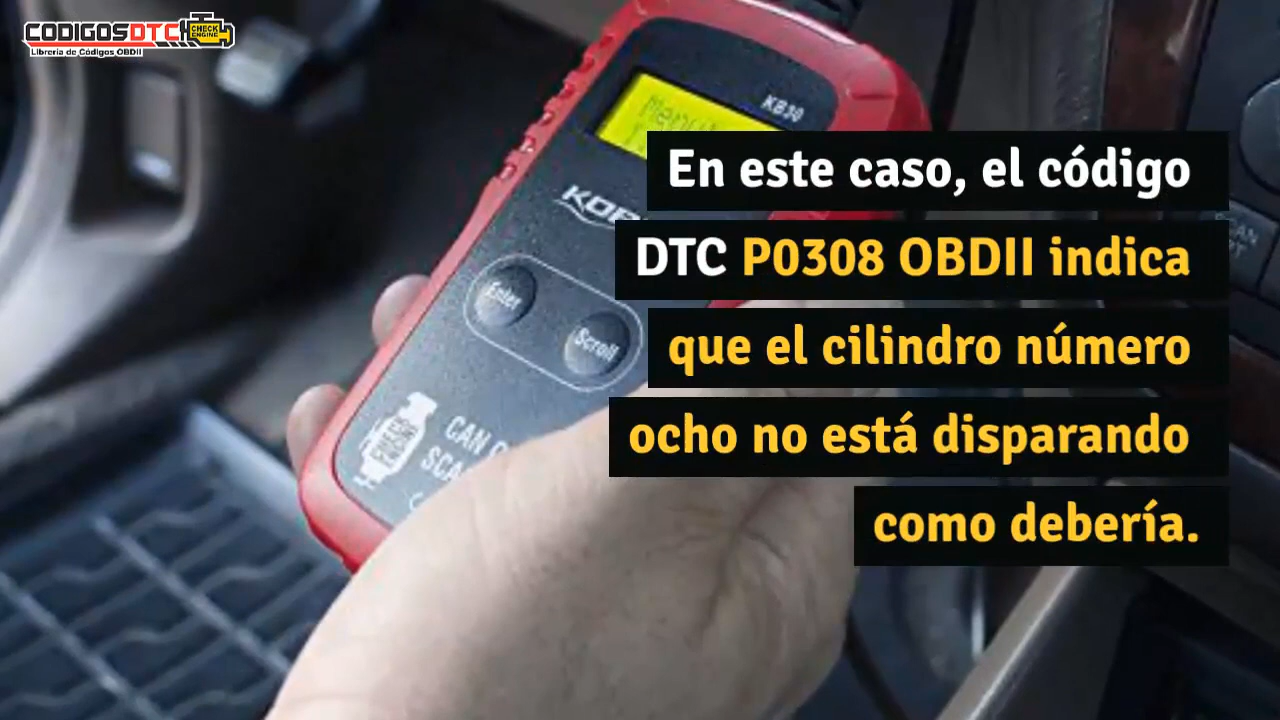 CODIGOSDTC
CHECK
ENGINE
Librería de Códigos OBDII
KB30
Menu
En este caso, el código
DTC P0308 OBDII indica
que el cilindro número
ocho no está disparando
como debería.
Enter
Scroll
CAN